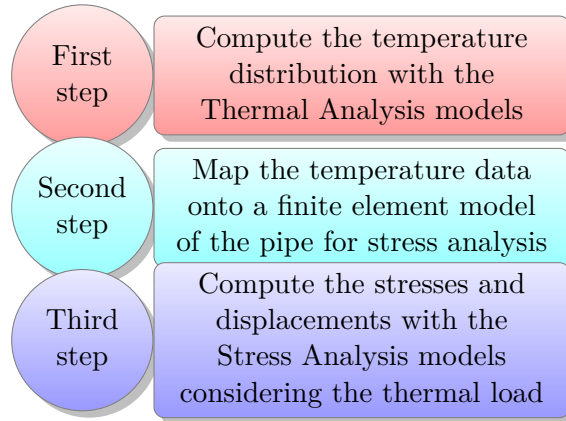 First
step
Compute the temperature
distribution with the
Thermal Analysis models
Second
step
Map the temperature data
onto a finite element model
of the pipe for stress analysis
Third
step
Compute the stresses and
displacements with the
Stress Analysis models
considering the thermal load